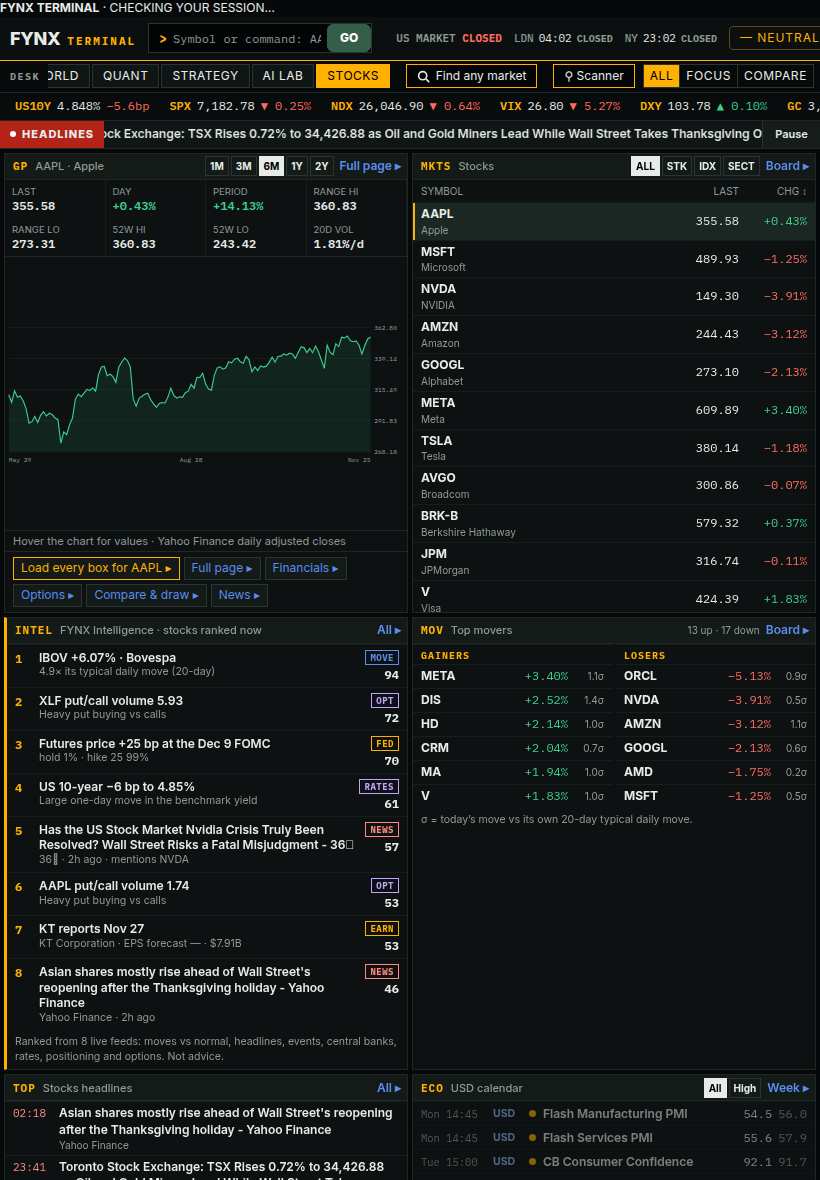 FYNX TERMINAL · CHECKING YOUR SESSION...
FYNX TERMINAL
> Symbol or command: AA
GO
US MARKET CLOSED LDN 04:02 CLOSED NY 23:02 CLOSED
— NEUTRAL
DESK ORLD QUANT STRATEGY AI LAB STOCKS Find any market Scanner ALL FOCUS COMPARE
US10Y 4.848% −5.6bp SPX 7,182.78 ▼ 0.25% NDX 26,046.90 ▼ 0.64% VIX 26.80 ▼ 5.27% DXY 103.78 ▲ 0.10% GC 3,
HEADLINES ock Exchange: TSX Rises 0.72% to 34,426.88 as Oil and Gold Miners Lead While Wall Street Takes Thanksgiving O Pause
GP AAPL · Apple 1M 3M 6M 1Y 2Y Full page ▸
LAST DAY PERIOD RANGE HI
355.58 +0.43% +14.13% 360.83
RANGE LO 52W HI 52W LO 20D VOL
273.31 360.83 243.42 1.81%/d
362.80
339.14
315.49
291.83
268.18
May 29 Aug 28 Nov 25
Hover the chart for values · Yahoo Finance daily adjusted closes
Load every box for AAPL ▸ Full page ▸ Financials ▸
Options ▸ Compare & draw ▸ News ▸
MKTS Stocks ALL STK IDX SECT Board ▸
SYMBOL LAST CHG ↕
AAPL 355.58 +0.43%
Apple
MSFT 489.93 −1.25%
Microsoft
NVDA 149.30 −3.91%
NVIDIA
AMZN 244.43 −3.12%
Amazon
GOOGL 273.10 −2.13%
Alphabet
META 609.89 +3.40%
Meta
TSLA 380.14 −1.18%
Tesla
AVGO 300.86 −0.07%
Broadcom
BRK-B 579.32 +0.37%
Berkshire Hathaway
JPM 316.74 −0.11%
JPMorgan
V 424.39 +1.83%
Visa
INTEL FYNX Intelligence · stocks ranked now All ▸
1 IBOV +6.07% · Bovespa MOVE
4.9× its typical daily move (20-day) 94
2 XLF put/call volume 5.93 OPT
Heavy put buying vs calls 72
3 Futures price +25 bp at the Dec 9 FOMC FED
hold 1% · hike 25 99% 70
4 US 10-year −6 bp to 4.85% RATES
Large one-day move in the benchmark yield 61
5 Has the US Stock Market Nvidia Crisis Truly Been NEWS
Resolved? Wall Street Risks a Fatal Misjudgment - 36 57
36 · 2h ago · mentions NVDA
6 AAPL put/call volume 1.74 OPT
Heavy put buying vs calls 53
7 KT reports Nov 27 EARN
KT Corporation · EPS forecast — · $7.91B 53
8 Asian shares mostly rise ahead of Wall Street's NEWS
reopening after the Thanksgiving holiday - Yahoo 46
Finance
Yahoo Finance · 2h ago
Ranked from 8 live feeds: moves vs normal, headlines, events, central banks,
rates, positioning and options. Not advice.
MOV Top movers 13 up · 17 down Board ▸
GAINERS LOSERS
META +3.40% 1.1σ ORCL −5.13% 0.9σ
DIS +2.52% 1.4σ NVDA −3.91% 0.5σ
HD +2.14% 1.0σ AMZN −3.12% 1.1σ
CRM +2.04% 0.7σ GOOGL −2.13% 0.6σ
MA +1.94% 1.0σ AMD −1.75% 0.2σ
V +1.83% 1.0σ MSFT −1.25% 0.5σ
σ = today's move vs its own 20-day typical daily move.
TOP Stocks headlines All ▸
02:18 Asian shares mostly rise ahead of Wall Street's reopening
after the Thanksgiving holiday - Yahoo Finance
Yahoo Finance
23:41 Toronto Stock Exchange: TSX Rises 0.72% to 34,426.88
ECO USD calendar All High Week ▸
Mon 14:45 USD Flash Manufacturing PMI 54.5 56.0
Mon 14:45 USD Flash Services PMI 55.6 57.9
Tue 15:00 USD CB Consumer Confidence 92.1 91.7